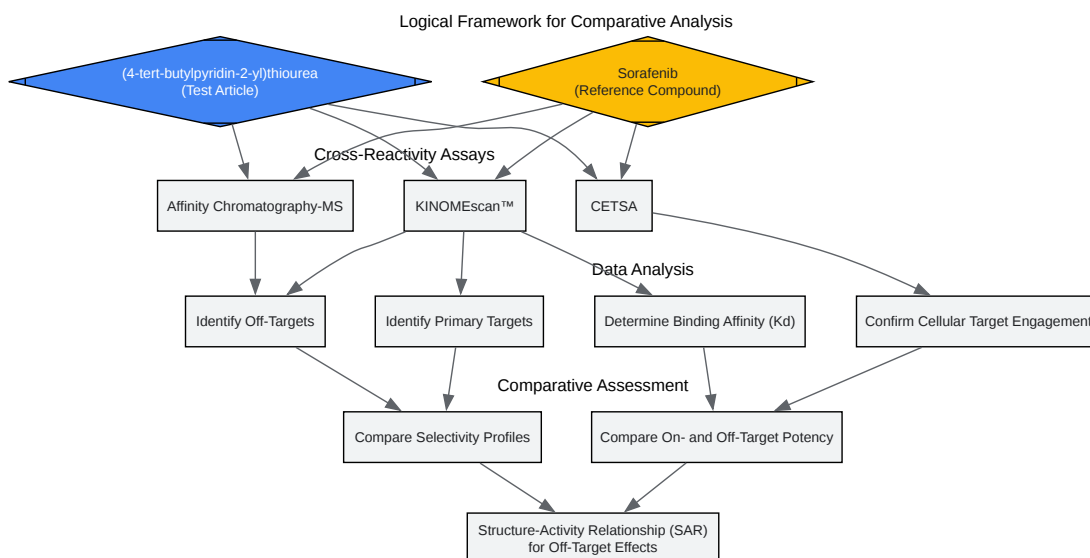 Logical Framework for Comparative Analysis
(4-tert-butylpyridin-2-yl)thiourea
(Test Article)
Sorafenib
(Reference Compound)
Cross-Reactivity Assays
Affinity Chromatography-MS
KINOMEscan™
CETSA
Data Analysis
Identify Off-Targets
Identify Primary Targets
Determine Binding Affinity (Kd)
Confirm Cellular Target Engagement
Comparative Assessment
Compare Selectivity Profiles
Compare On- and Off-Target Potency
Structure-Activity Relationship (SAR)
for Off-Target Effects